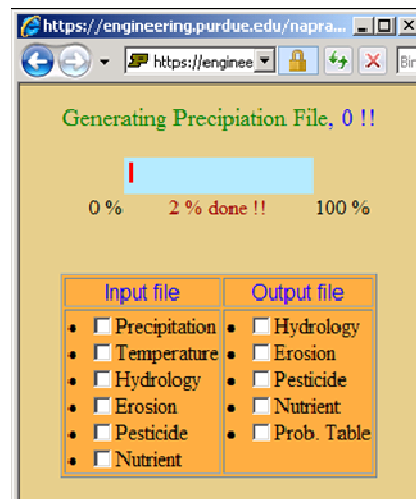 https://engineering.purdue.edu/napra...
https://enginee
Bin
Generating Precipiation File, 0 !!
0 % 2 % done !! 100 %
Input file Output file
Precipitation Hydrology
Temperature Erosion
Hydrology Pesticide
Erosion Nutrient
Pesticide Prob. Table
Nutrient